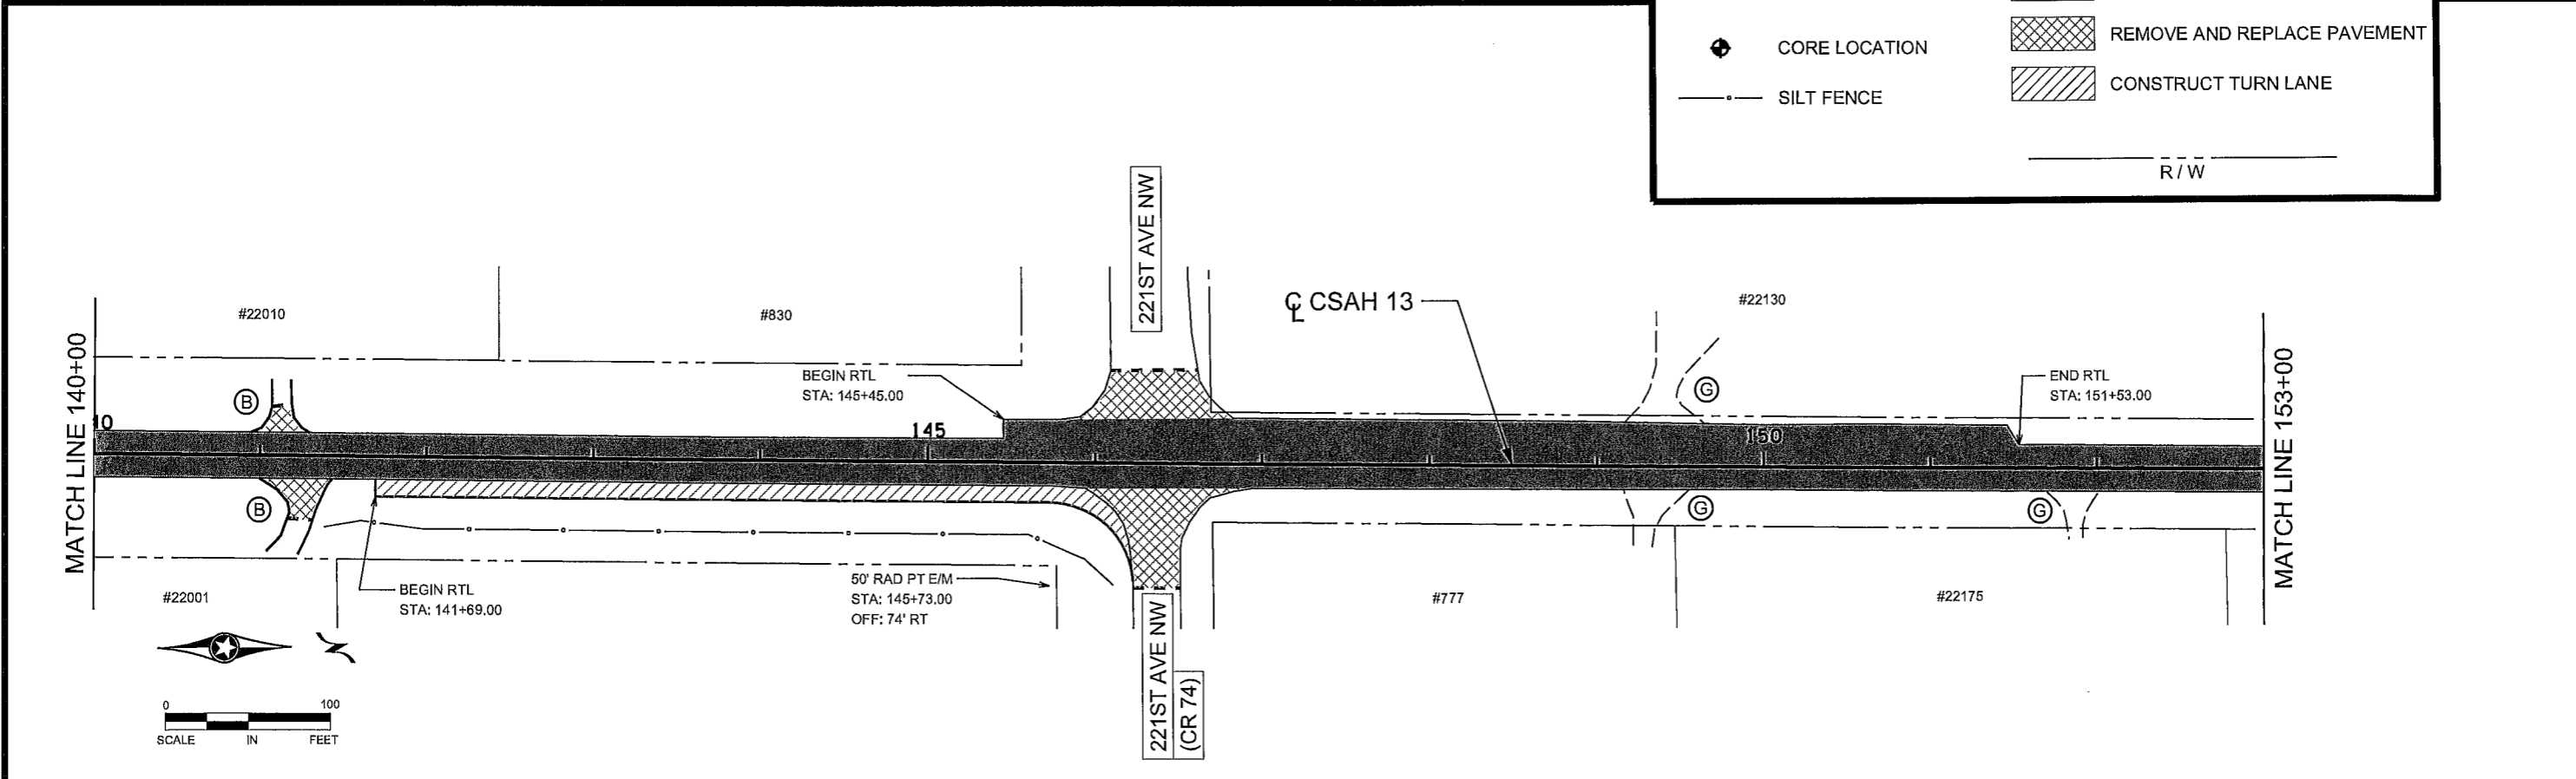 CORE LOCATION
SILT FENCE
REMOVE AND REPLACE PAVEMENT
CONSTRUCT TURN LANE
R / W
221ST AVE NW
℄ CSAH 13
#22010
#830
#22130
MATCH LINE 140+00
BEGIN RTL
STA: 145+45.00
END RTL
STA: 151+53.00
MATCH LINE 153+00
B
G
10
145
150
B
G
G
BEGIN RTL
STA: 141+69.00
50' RAD PT E/M
STA: 145+73.00
OFF: 74' RT
#22001
#777
#22175
221ST AVE NW
(CR 74)
N
0 100
SCALE IN FEET